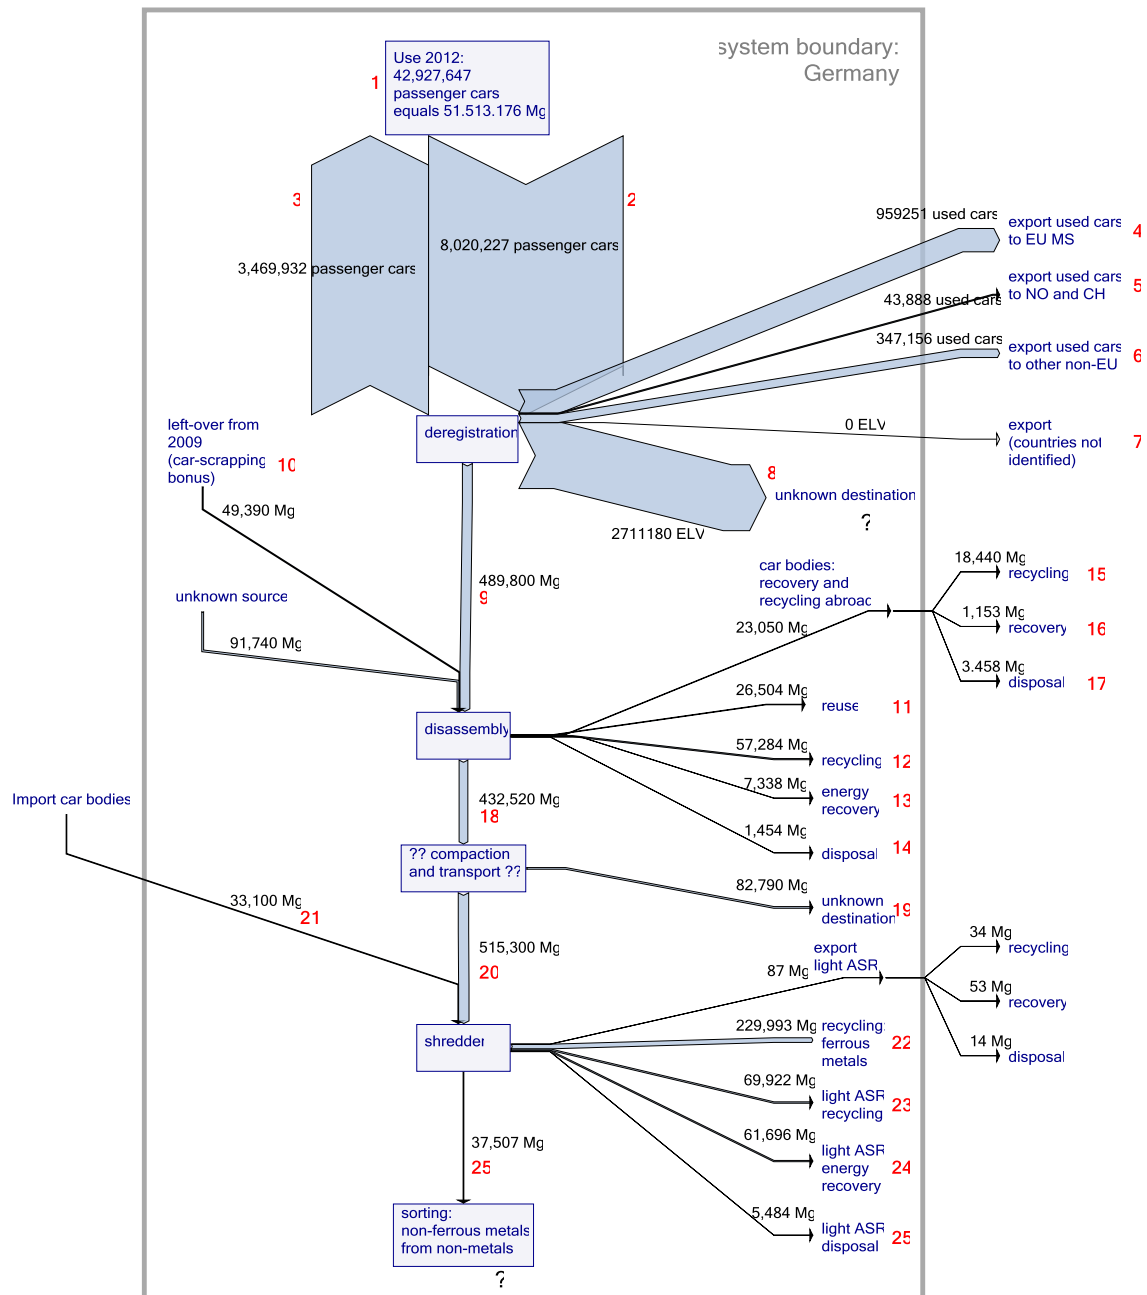 system boundary:
Germany
Use 2012:
42,927,647
passenger cars
equals 51.513.176 Mg
1
3
2
8,020,227 passenger cars
3,469,932 passenger cars
959251 used cars
export used cars
to EU MS
4
43,888 used cars
export used cars
to NO and CH
5
347,156 used cars
export used cars
to other non-EU
6
0 ELV
export
(countries not
identified)
7
deregistration
left-over from
2009
(car-scrapping
bonus)
10
49,390 Mg
8
unknown destination
?
2711180 ELV
489,800 Mg
9
unknown source
91,740 Mg
car bodies:
recovery and
recycling abroad
23,050 Mg
18,440 Mg
recycling
15
1,153 Mg
recovery
16
3.458 Mg
disposal
17
disassembly
26,504 Mg
reuse
11
57,284 Mg
recycling
12
7,338 Mg
energy
recovery
13
1,454 Mg
disposal
14
432,520 Mg
18
Import car bodies
?? compaction
and transport ??
82,790 Mg
unknown
destination
19
33,100 Mg
21
515,300 Mg
20
export
light ASR
87 Mg
34 Mg
recycling
53 Mg
recovery
14 Mg
disposal
shredder
229,993 Mg
recycling:
ferrous
metals
22
69,922 Mg
light ASR
recycling
23
61,696 Mg
light ASR
energy
recovery
24
5,484 Mg
light ASR
disposal
25
37,507 Mg
25
sorting:
non-ferrous metals
from non-metals
?